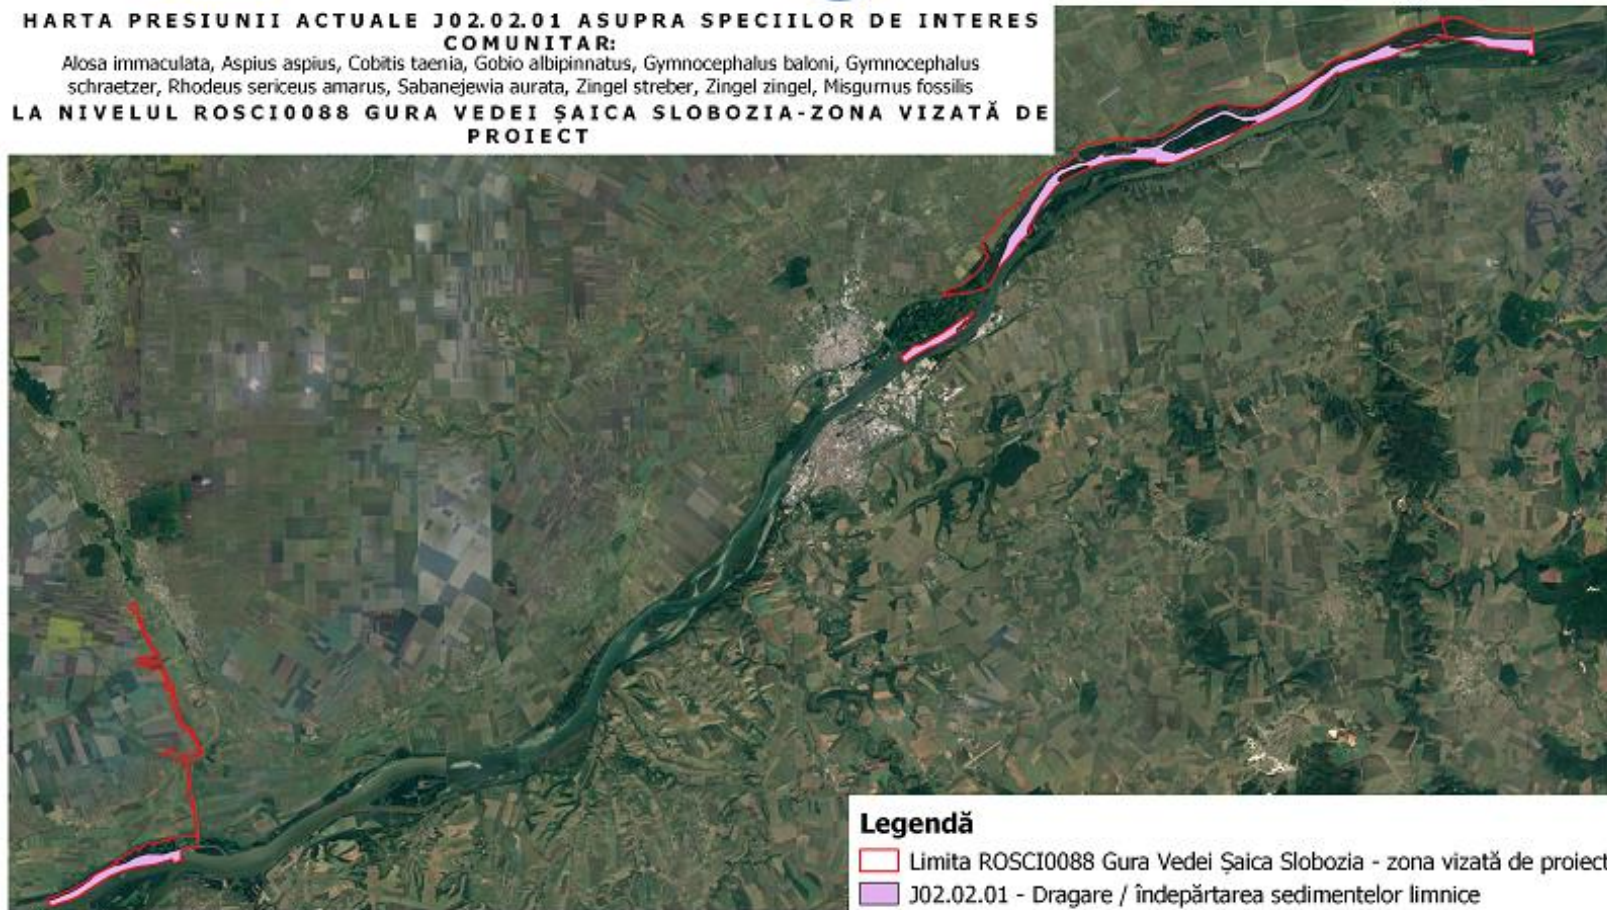 HARTA PRESIUNII ACTUALE J02.02.01 ASUPRA SPECIILOR DE INTERES
COMUNITAR:
Alosa immaculata, Aspius aspius, Cobitis taenia, Gobio albipinnatus, Gymnocephalus baloni, Gymnocephalus
schraetzer, Rhodeus sericeus amarus, Sabanejewia aurata, Zingel streber, Zingel zingel, Misgurnus fossilis
LA NIVELUL ROSCI0088 GURA VEDEI ȘAICA SLOBOZIA-ZONA VIZATĂ DE
PROIECT
Legendă
Limita ROSCI0088 Gura Vedei Șaica Slobozia - zona vizată de proiect
J02.02.01 - Dragare / îndepărtarea sedimentelor limnice